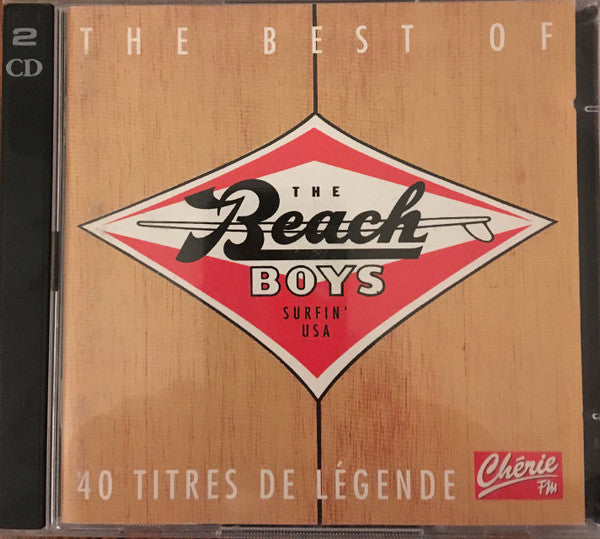 2
CD
THE BEST OF
THE
Beach
BOYS
SURFIN'
USA
40 TITRES DE LÉGENDE
Chérie
FM